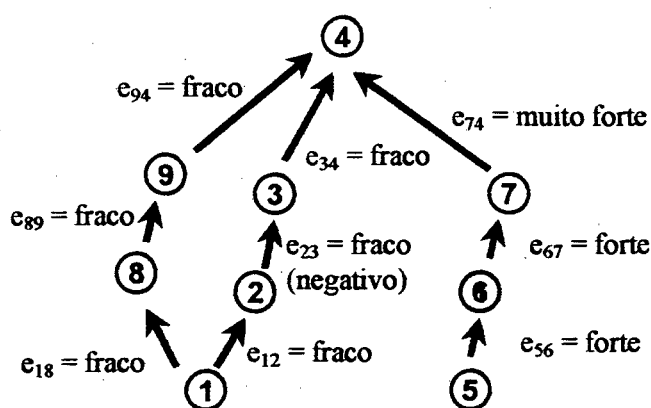 4
e94 = fraco
e74 = muito forte
e34 = fraco
9
3
7
e89 = fraco
e23 = fraco
(negativo)
e67 = forte
8
2
6
e18 = fraco
e12 = fraco
e56 = forte
1
5